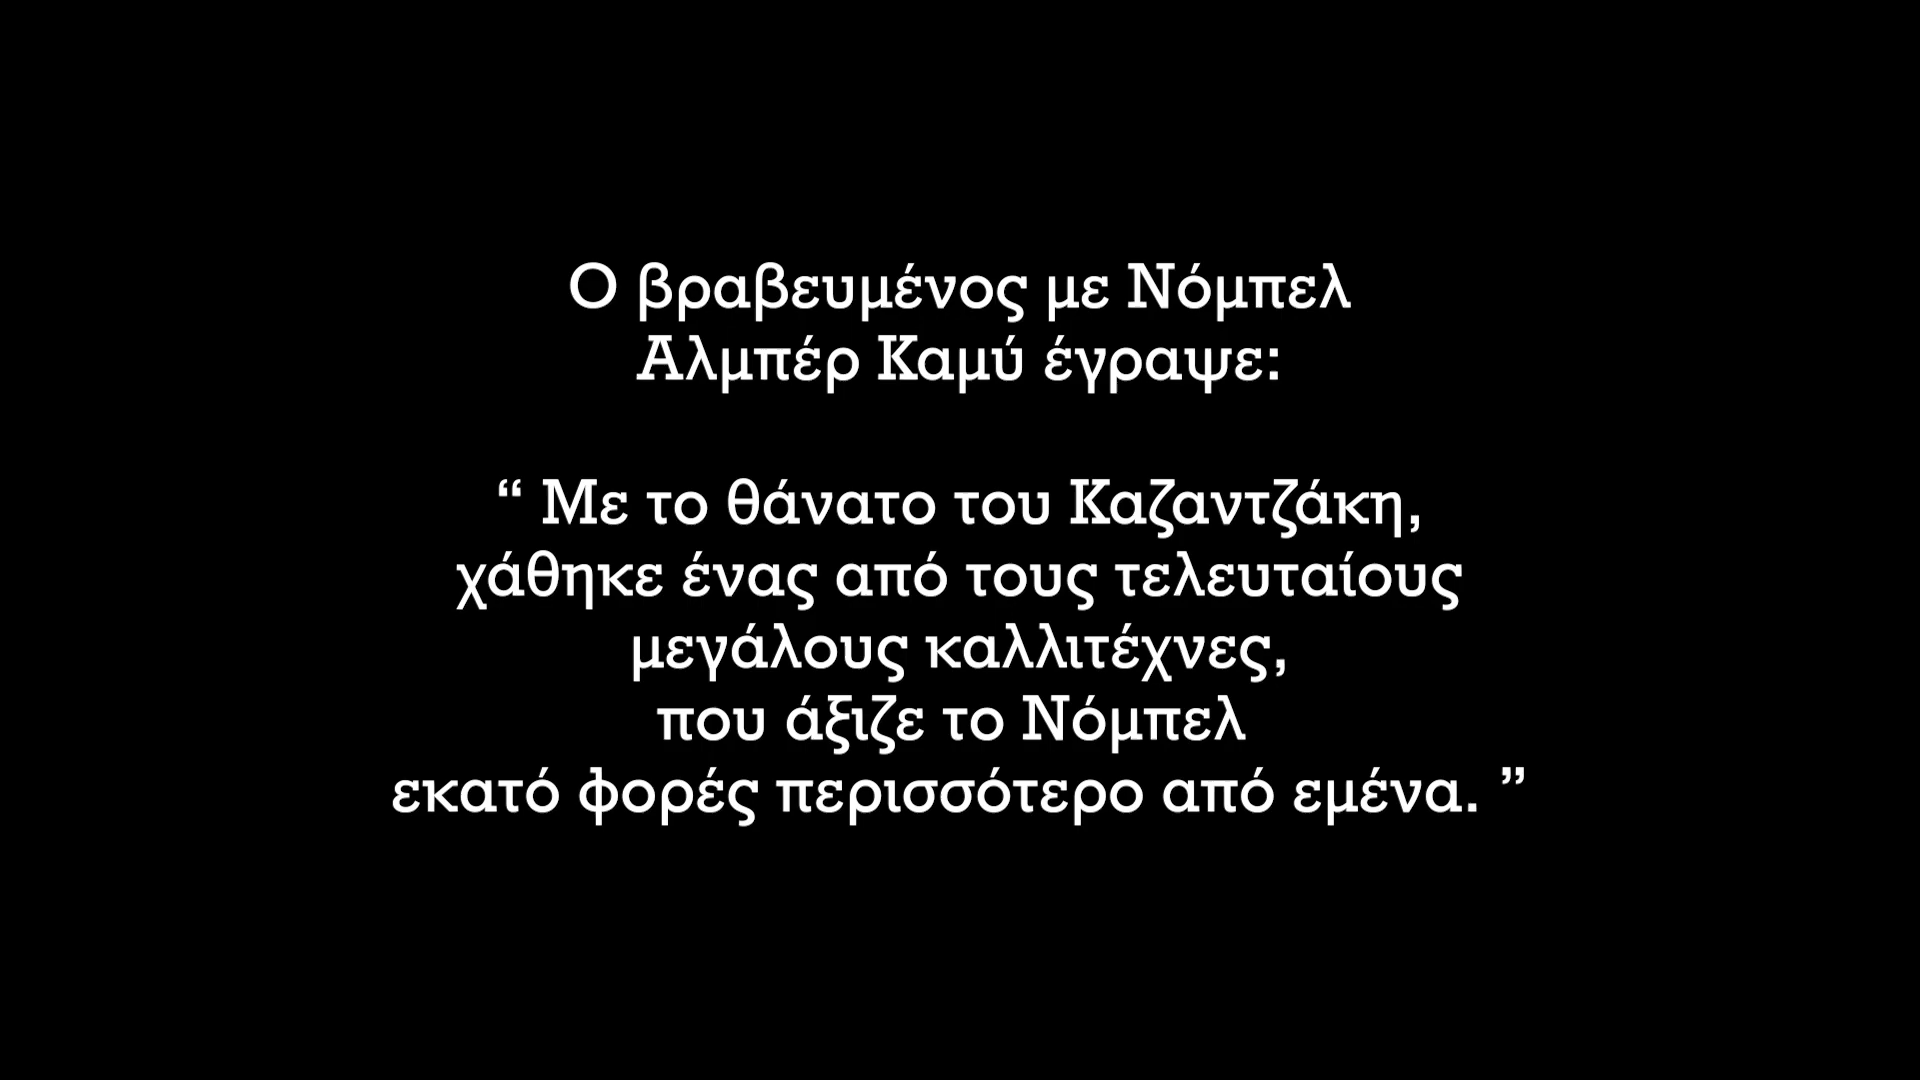 Ο βραβευμένος με Νόμπελ
Αλμπέρ Καμύ έγραψε:
“ Με το θάνατο του Καζαντζάκη,
χάθηκε ένας από τους τελευταίους
μεγάλους καλλιτέχνες,
που άξιζε το Νόμπελ
εκατό φορές περισσότερο από εμένα. ”